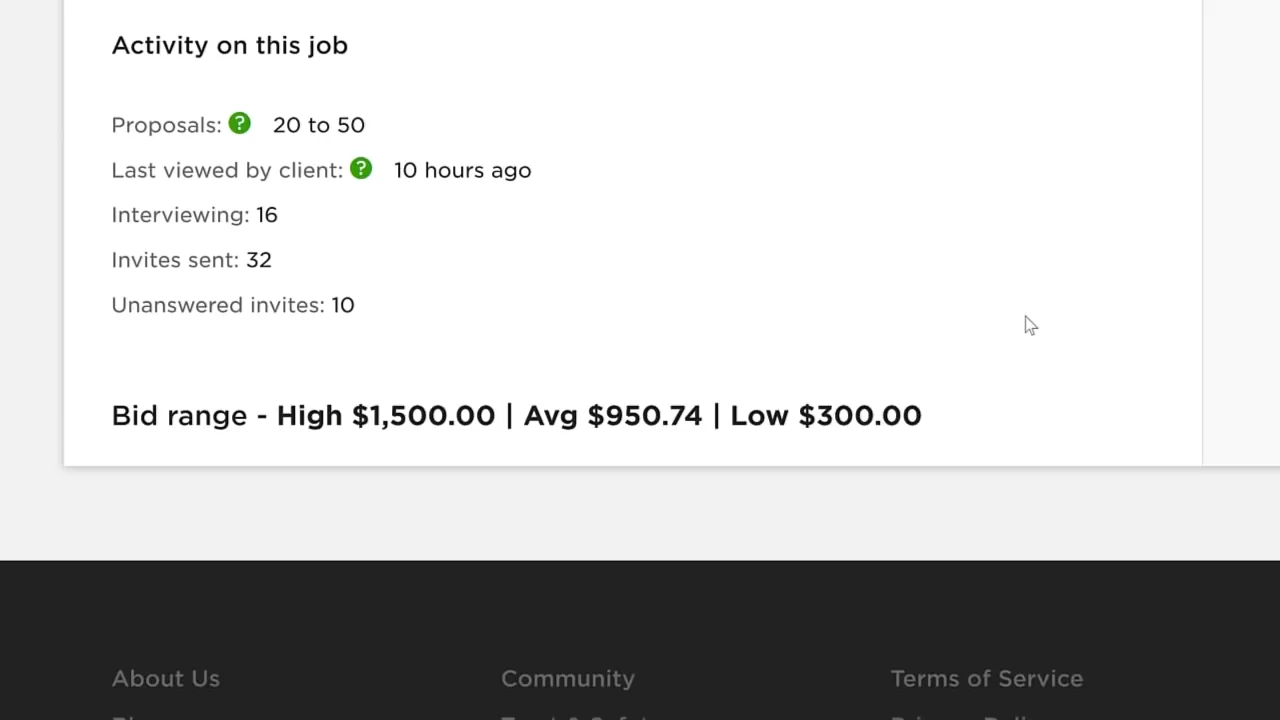 Activity on this job
Proposals: ? 20 to 50
Last viewed by client: ? 10 hours ago
Interviewing: 16
Invites sent: 32
Unanswered invites: 10
Bid range - High $1,500.00 | Avg $950.74 | Low $300.00
About Us Community Terms of Service